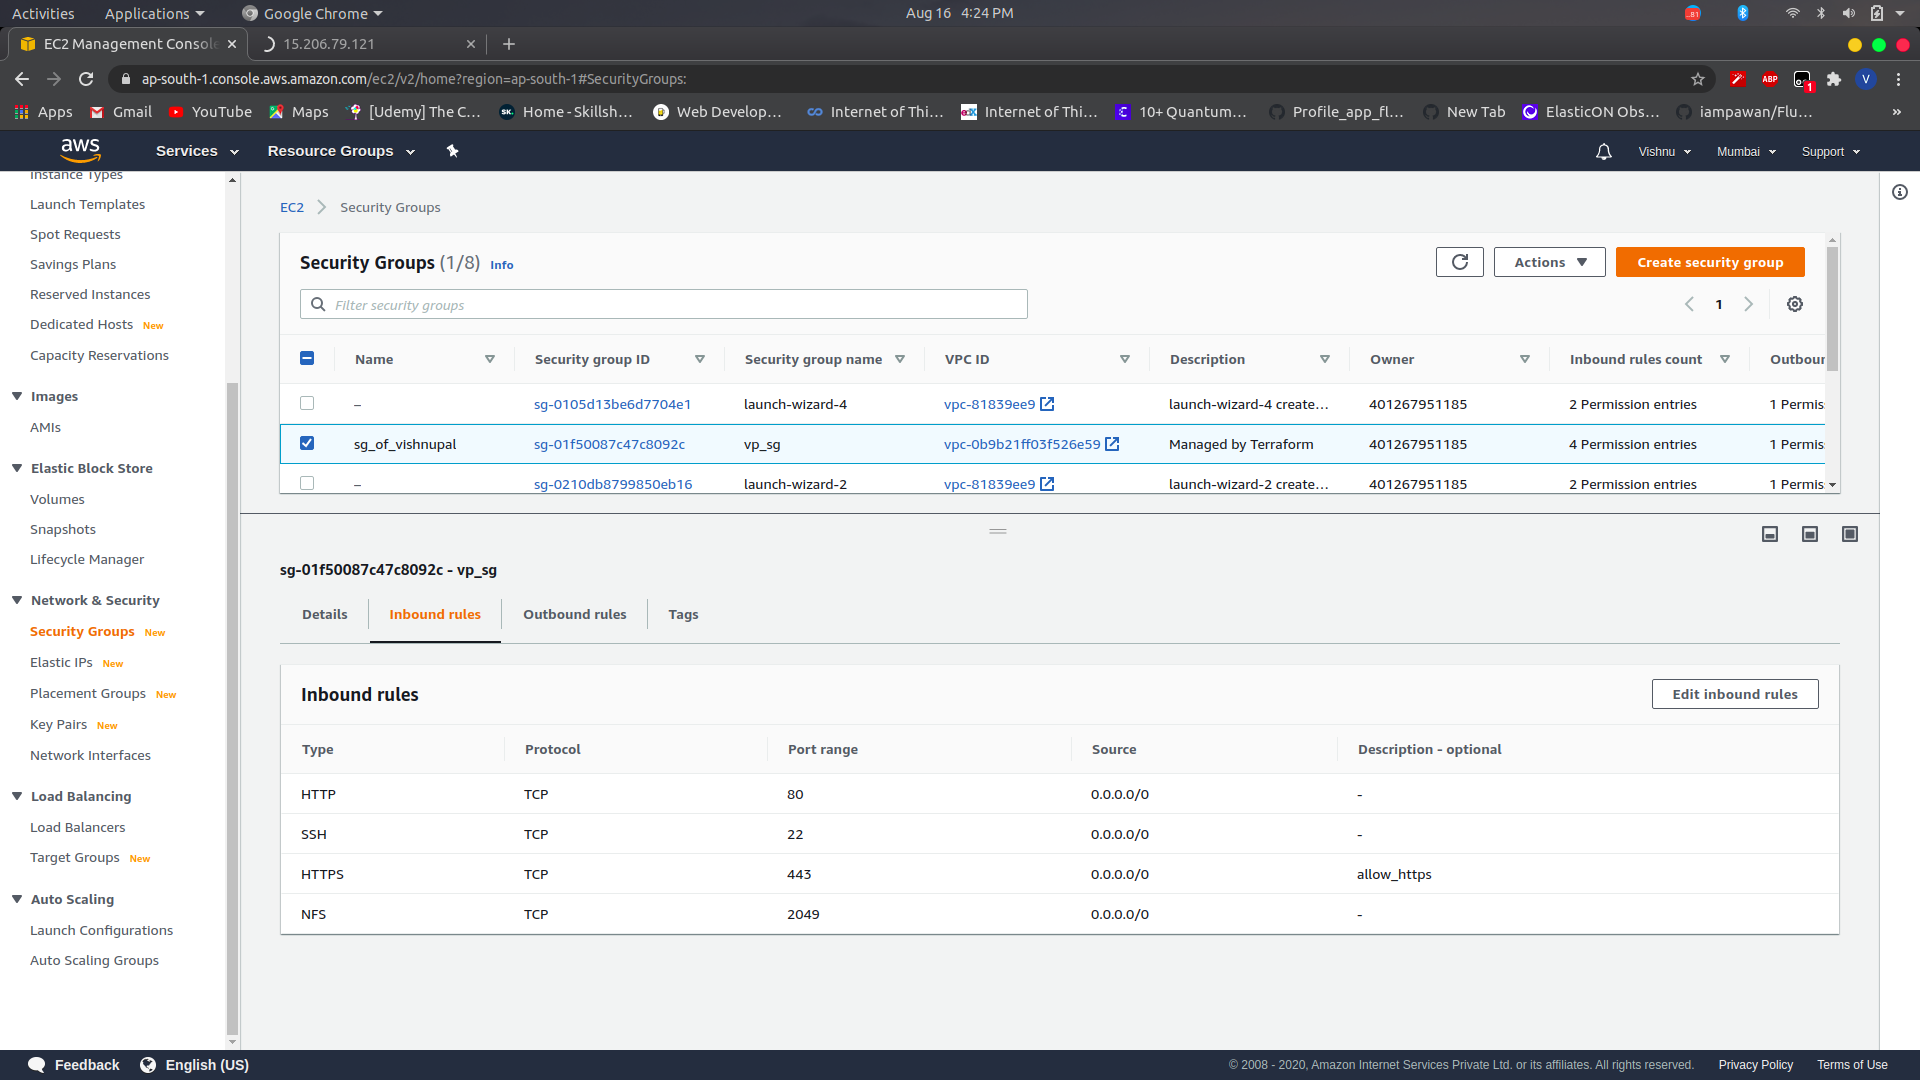 Activities Applications Google Chrome Aug 16 4:24 PM .81
EC2 Management Console 15.206.79.121
ap-south-1.console.aws.amazon.com/ec2/v2/home?region=ap-south-1#SecurityGroups: ABP 1 V
Apps Gmail YouTube Maps [Udemy] The C… SK. Home - Skillsh… Web Develop… Internet of Thi… edX Internet of Thi… 10+ Quantum… Profile_app_fl… New Tab ElasticON Obs… iampawan/Flu… »
aws Services Resource Groups Vishnu Mumbai Support
Instance Types
Launch Templates
Spot Requests
Savings Plans
Reserved Instances
Dedicated Hosts New
Capacity Reservations
Images
AMIs
Elastic Block Store
Volumes
Snapshots
Lifecycle Manager
Network & Security
Security Groups New
Elastic IPs New
Placement Groups New
Key Pairs New
Network Interfaces
Load Balancing
Load Balancers
Target Groups New
Auto Scaling
Launch Configurations
Auto Scaling Groups
EC2 Security Groups
Security Groups (1/8) Info Actions Create security group
Filter security groups 1
Name Security group ID Security group name VPC ID Description Owner Inbound rules count Outboun
– sg-0105d13be6d7704e1 launch-wizard-4 vpc-81839ee9 launch-wizard-4 create… 401267951185 2 Permission entries 1 Permis
sg_of_vishnupal sg-01f50087c47c8092c vp_sg vpc-0b9b21ff03f526e59 Managed by Terraform 401267951185 4 Permission entries 1 Permis
– sg-0210db8799850eb16 launch-wizard-2 vpc-81839ee9 launch-wizard-2 create… 401267951185 2 Permission entries 1 Permis
sg-01f50087c47c8092c - vp_sg
Details Inbound rules Outbound rules Tags
Inbound rules Edit inbound rules
Type Protocol Port range Source Description - optional
HTTP TCP 80 0.0.0.0/0 -
SSH TCP 22 0.0.0.0/0 -
HTTPS TCP 443 0.0.0.0/0 allow_https
NFS TCP 2049 0.0.0.0/0 -
Feedback English (US) © 2008 - 2020, Amazon Internet Services Private Ltd. or its affiliates. All rights reserved. Privacy Policy Terms of Use